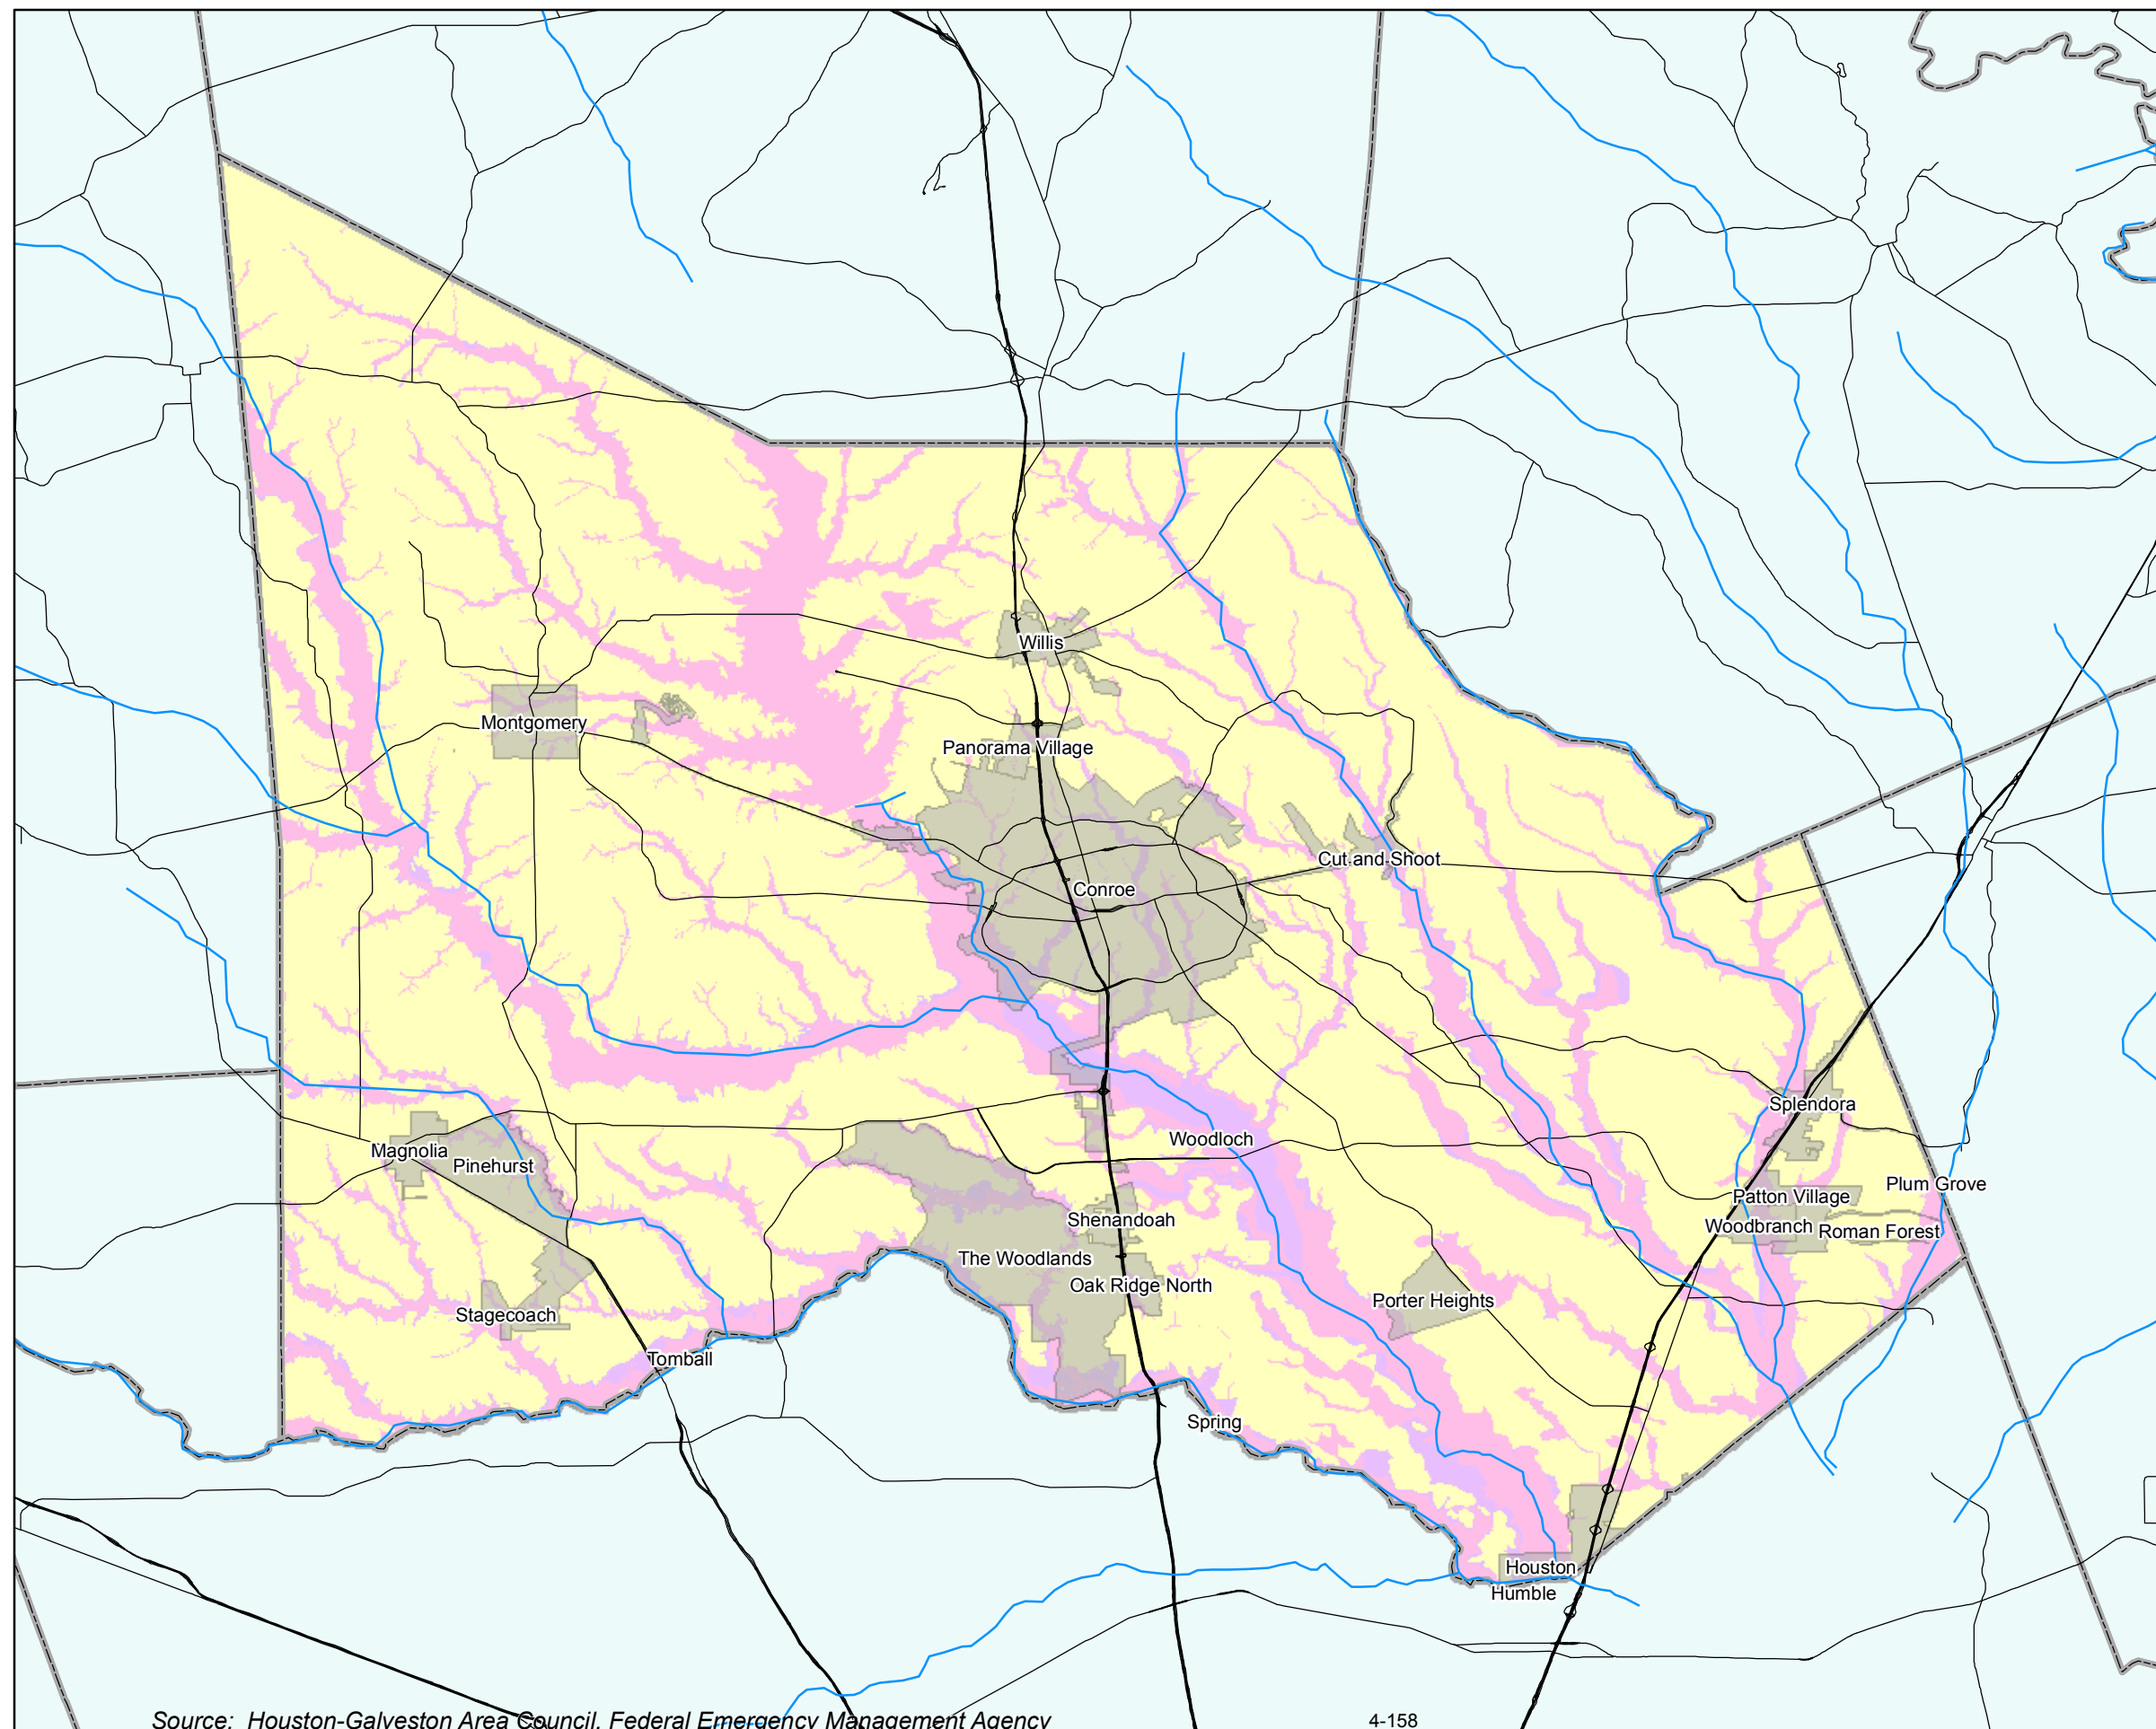 Willis
Montgomery
Panorama Village
Cut and Shoot
Conroe
Splendora
Woodloch
Magnolia
Pinehurst
Plum Grove
Patton Village
Shenandoah
Woodbranch
Roman Forest
The Woodlands
Oak Ridge North
Porter Heights
Stagecoach
Tomball
Spring
Houston
Humble
Source: Houston-Galveston Area Council, Federal Emergency Management Agency
4-158